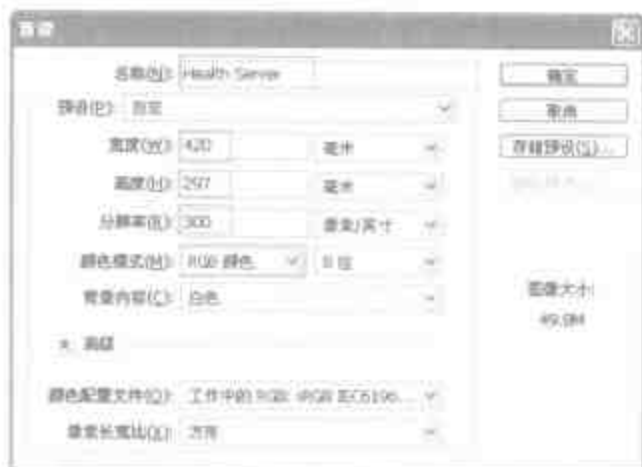 新建
名称(N): Health Server
确定
预设(P): 自定
取消
宽度(W): 420 毫米
存储预设(S)...
高度(H): 297 毫米
分辨率(R): 300 像素/英寸
颜色模式(M): RGB 颜色 8 位
背景内容(C): 白色
图像大小:
49.8M
高级
颜色配置文件(O): 工作中的 RGB: sRGB IEC6196...
像素长宽比(X): 方形